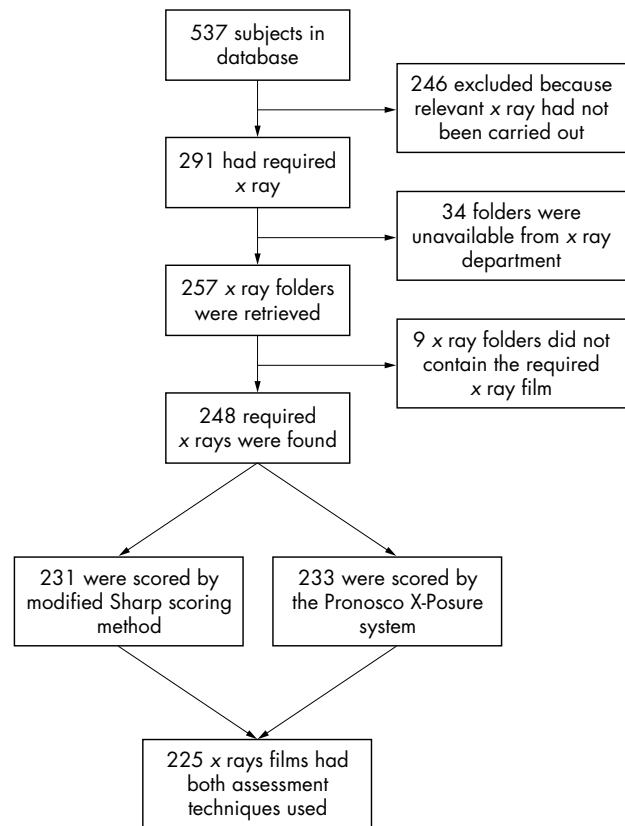 537 subjects in
database
246 excluded because
relevant x ray had not
been carried out
291 had required
x ray
34 folders were
unavailable from x ray
department
257 x ray folders
were retrieved
9 x ray folders did not
contain the required
x ray film
248 required
x rays were found
231 were scored by
modified Sharp scoring
method
233 were scored by
the Pronosco X-Posure
system
225 x rays films had
both assessment
techniques used